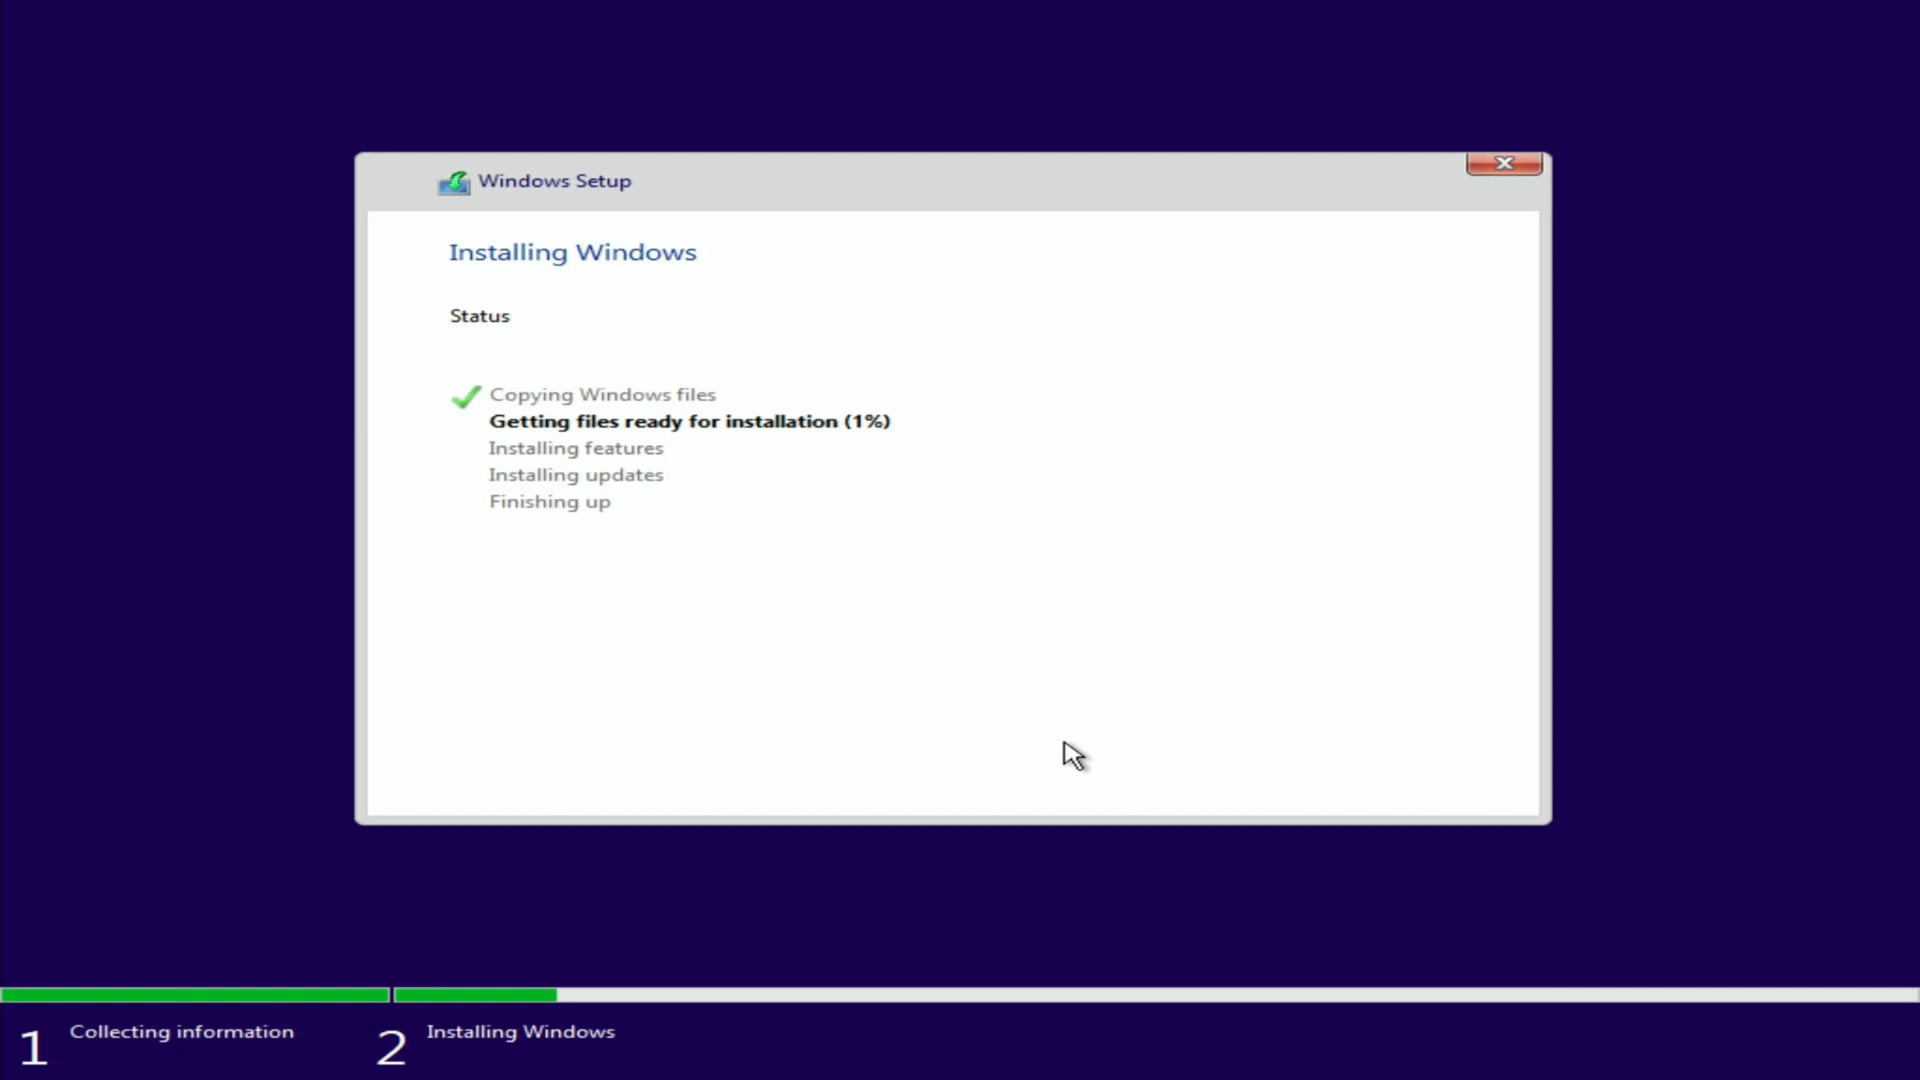 Windows Setup
Installing Windows
Status
Copying Windows files
Getting files ready for installation (1%)
Installing features
Installing updates
Finishing up
1 Collecting information
2 Installing Windows